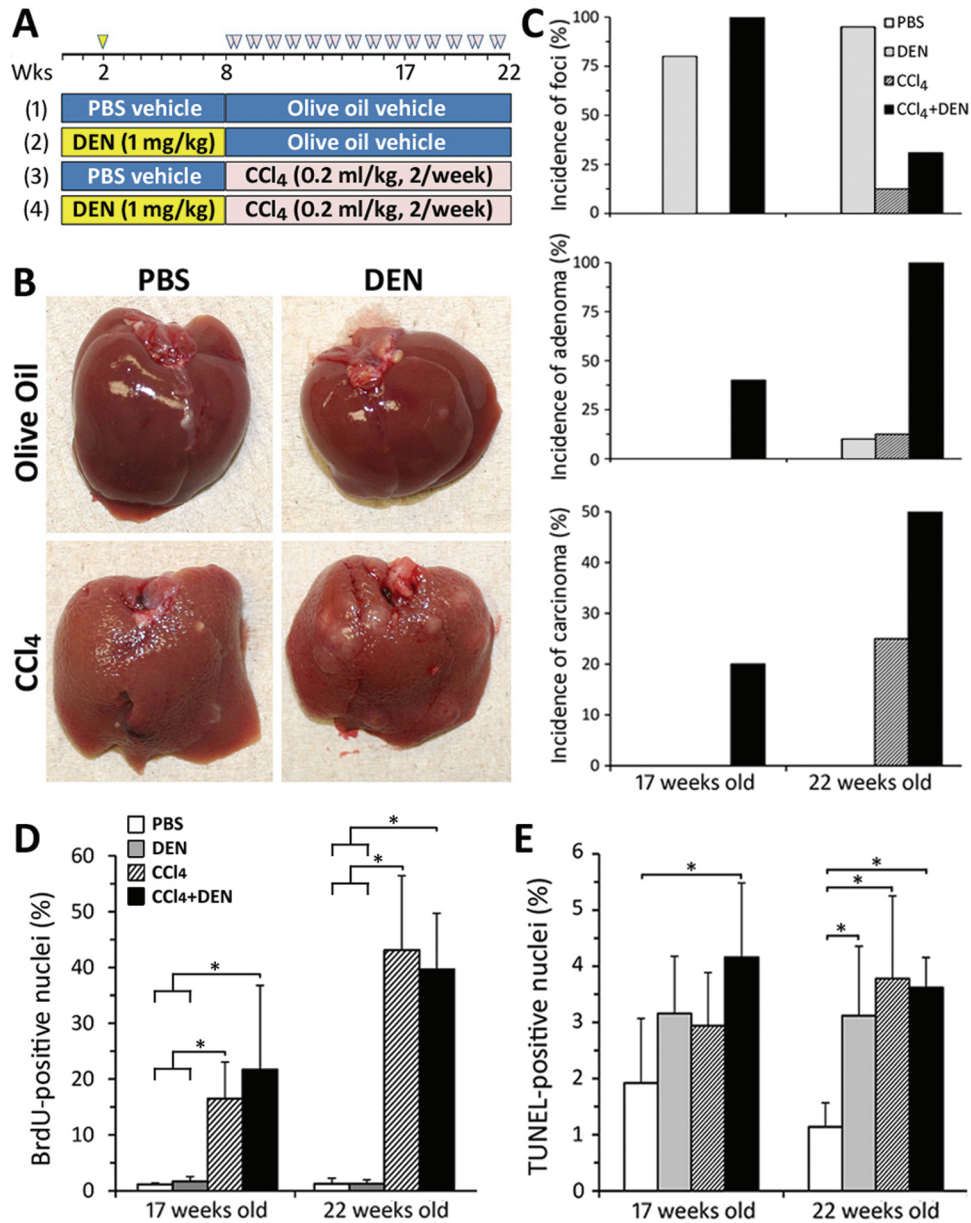 A
Wks 2 8 17 22
(1) PBS vehicle Olive oil vehicle
(2) DEN (1 mg/kg) Olive oil vehicle
(3) PBS vehicle CCl₄ (0.2 ml/kg, 2/week)
(4) DEN (1 mg/kg) CCl₄ (0.2 ml/kg, 2/week)
B
PBS DEN
Olive Oil
CCl₄
C
Incidence of foci (%)
100
75
50
25
0
PBS
DEN
CCl₄
CCl₄+DEN
Incidence of adenoma (%)
100
75
50
25
0
Incidence of carcinoma (%)
50
40
30
20
10
0
17 weeks old 22 weeks old
D
PBS
DEN
CCl₄
CCl₄+DEN
BrdU-positive nuclei (%)
60
50
40
30
20
10
0
* * * *
17 weeks old 22 weeks old
E
TUNEL-positive nuclei (%)
6
5
4
3
2
1
0
* * * *
17 weeks old 22 weeks old